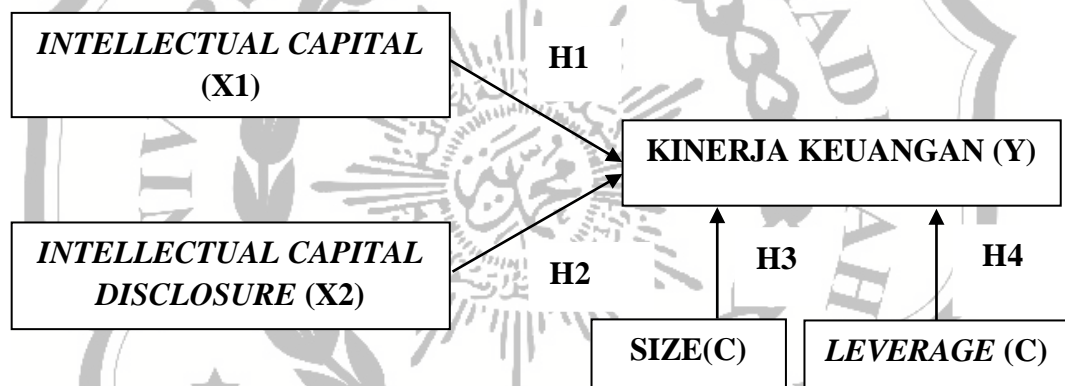 INTELLECTUAL CAPITAL
(X1)
H1
KINERJA KEUANGAN (Y)
INTELLECTUAL CAPITAL
DISCLOSURE (X2)
H2
H3
H4
SIZE(C)
LEVERAGE (C)